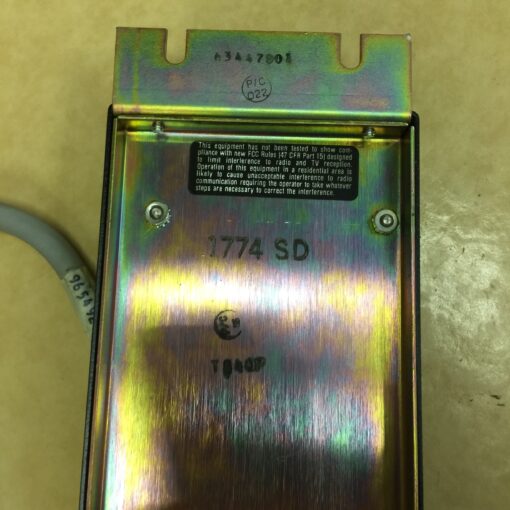 A3447801
PIC
022
This equipment has not been tested to show com-
pliance with new FCC Rules (47 CFR Part 15) designed
to limit interference to radio and TV reception.
Operation of this equipment in a residential area is
likely to cause unacceptable interference to radio
communication requiring the operator to take whatever
steps are necessary to correct the interference.
1774 SD